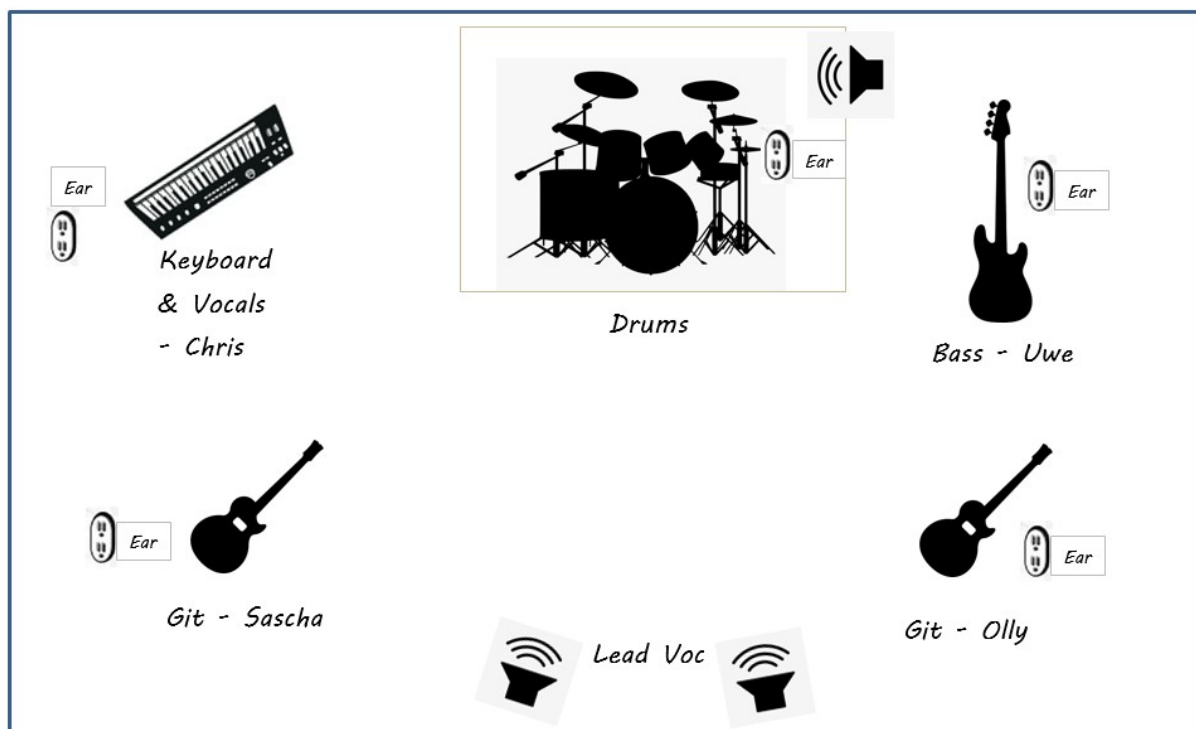 Ear
Keyboard
& Vocals
- Chris
Ear
Drums
Ear
Bass - Uwe
Ear
Git - Sascha
Ear
Git - Olly
Lead Voc